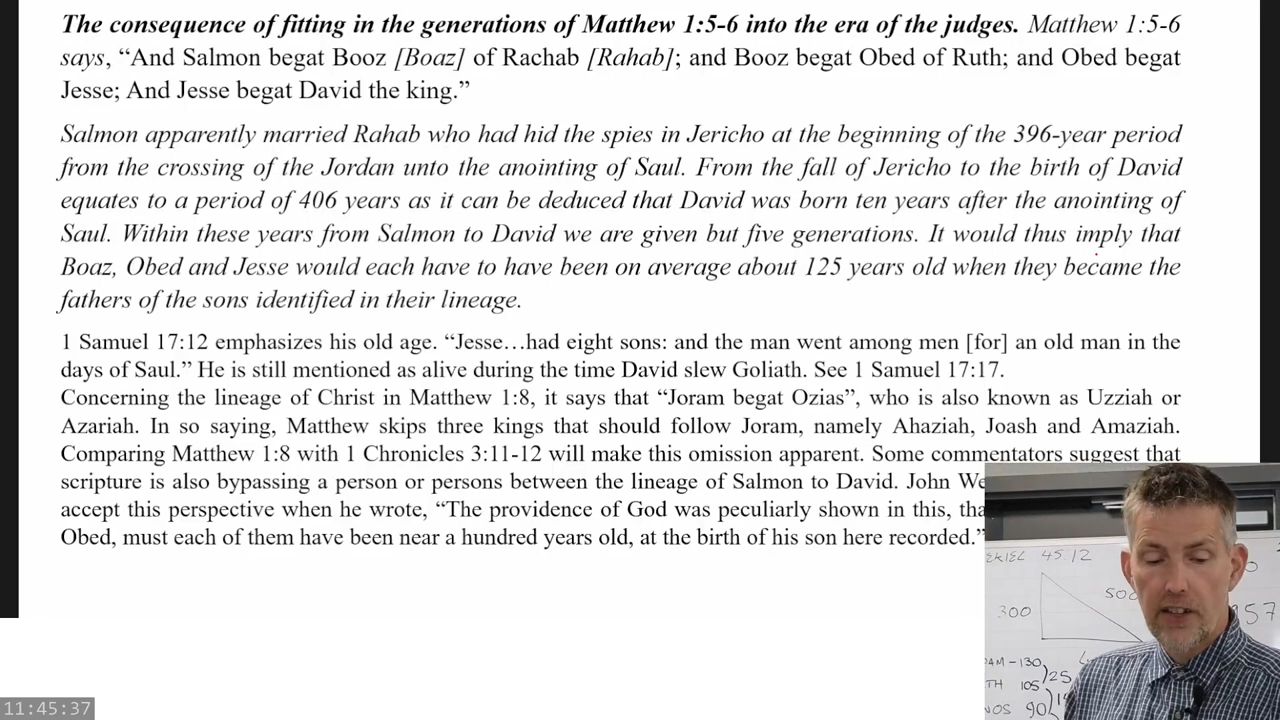 The consequence of fitting in the generations of Matthew 1:5-6 into the era of the judges. Matthew 1:5-6
says, “And Salmon begat Booz [Boaz] of Rachab [Rahab]; and Booz begat Obed of Ruth; and Obed begat
Jesse; And Jesse begat David the king.”
Salmon apparently married Rahab who had hid the spies in Jericho at the beginning of the 396-year period
from the crossing of the Jordan unto the anointing of Saul. From the fall of Jericho to the birth of David
equates to a period of 406 years as it can be deduced that David was born ten years after the anointing of
Saul. Within these years from Salmon to David we are given but five generations. It would thus imply that
Boaz, Obed and Jesse would each have to have been on average about 125 years old when they became the
fathers of the sons identified in their lineage.
1 Samuel 17:12 emphasizes his old age. “Jesse…had eight sons: and the man went among men [for] an old man in the
days of Saul.” He is still mentioned as alive during the time David slew Goliath. See 1 Samuel 17:17.
Concerning the lineage of Christ in Matthew 1:8, it says that “Joram begat Ozias”, who is also known as Uzziah or
Azariah. In so saying, Matthew skips three kings that should follow Joram, namely Ahaziah, Joash and Amaziah.
Comparing Matthew 1:8 with 1 Chronicles 3:11-12 will make this omission apparent. Some commentators suggest that
scripture is also bypassing a person or persons between the lineage of Salmon to David. John We
accept this perspective when he wrote, “The providence of God was peculiarly shown in this, tha
Obed, must each of them have been near a hundred years old, at the birth of his son here recorded.”
EKIEL 45 12
500
300
957
AM - 130
TH 105
25
NOS 90
11:45:37